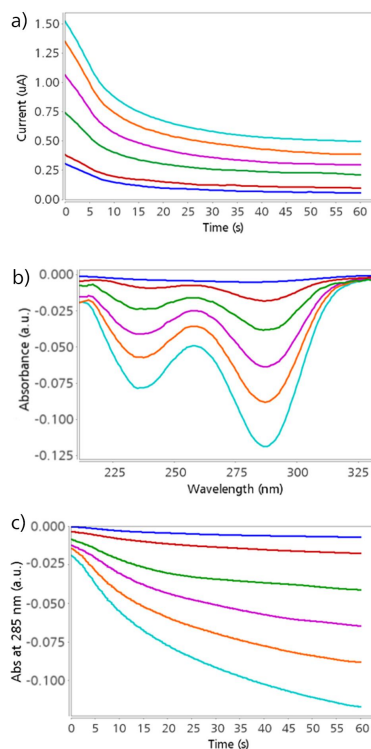 a)
Current (uA)
1.50
1.25
1.00
0.75
0.50
0.25
0.00
0 5 10 15 20 25 30 35 40 45 50 55 60
Time (s)
b)
Absorbance (a.u.)
0.000
-0.025
-0.050
-0.075
-0.100
-0.125
225 250 275 300 325
Wavelength (nm)
c)
Abs at 285 nm (a.u.)
0.000
-0.025
-0.050
-0.075
-0.100
0 5 10 15 20 25 30 35 40 45 50 55 60
Time (s)